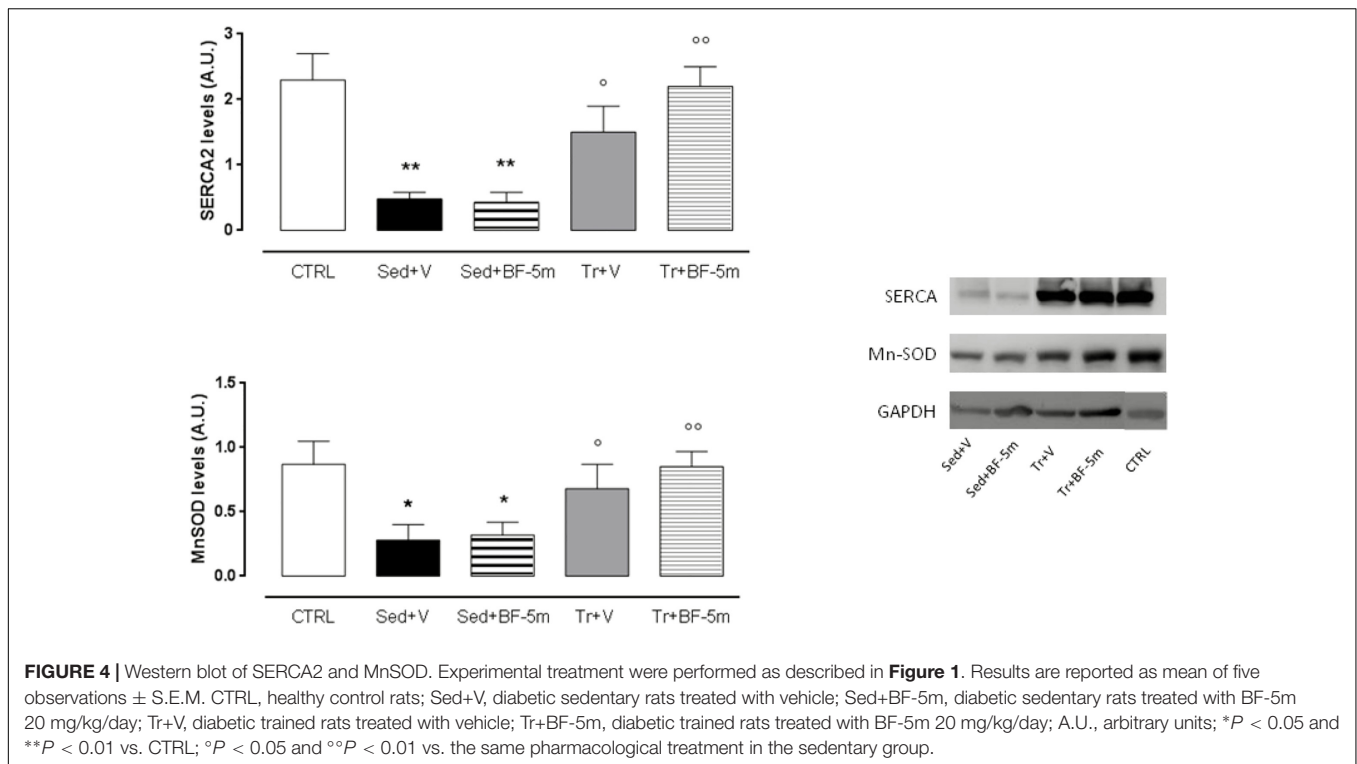 3
2
1
0
SERCA2 levels (A.U.)
**
**
°
°°
CTRL Sed+V Sed+BF-5m Tr+V Tr+BF-5m
1.5
1.0
0.5
0.0
MnSOD levels (A.U.)
*
*
°
°°
CTRL Sed+V Sed+BF-5m Tr+V Tr+BF-5m
SERCA
Mn-SOD
GAPDH
Sed+V Sed+BF-5m Tr+V Tr+BF-5m CTRL
FIGURE 4 | Western blot of SERCA2 and MnSOD. Experimental treatment were performed as described in Figure 1. Results are reported as mean of five
observations ± S.E.M. CTRL, healthy control rats; Sed+V, diabetic sedentary rats treated with vehicle; Sed+BF-5m, diabetic sedentary rats treated with BF-5m
20 mg/kg/day; Tr+V, diabetic trained rats treated with vehicle; Tr+BF-5m, diabetic trained rats treated with BF-5m 20 mg/kg/day; A.U., arbitrary units; *P < 0.05 and
**P < 0.01 vs. CTRL; °P < 0.05 and °°P < 0.01 vs. the same pharmacological treatment in the sedentary group.